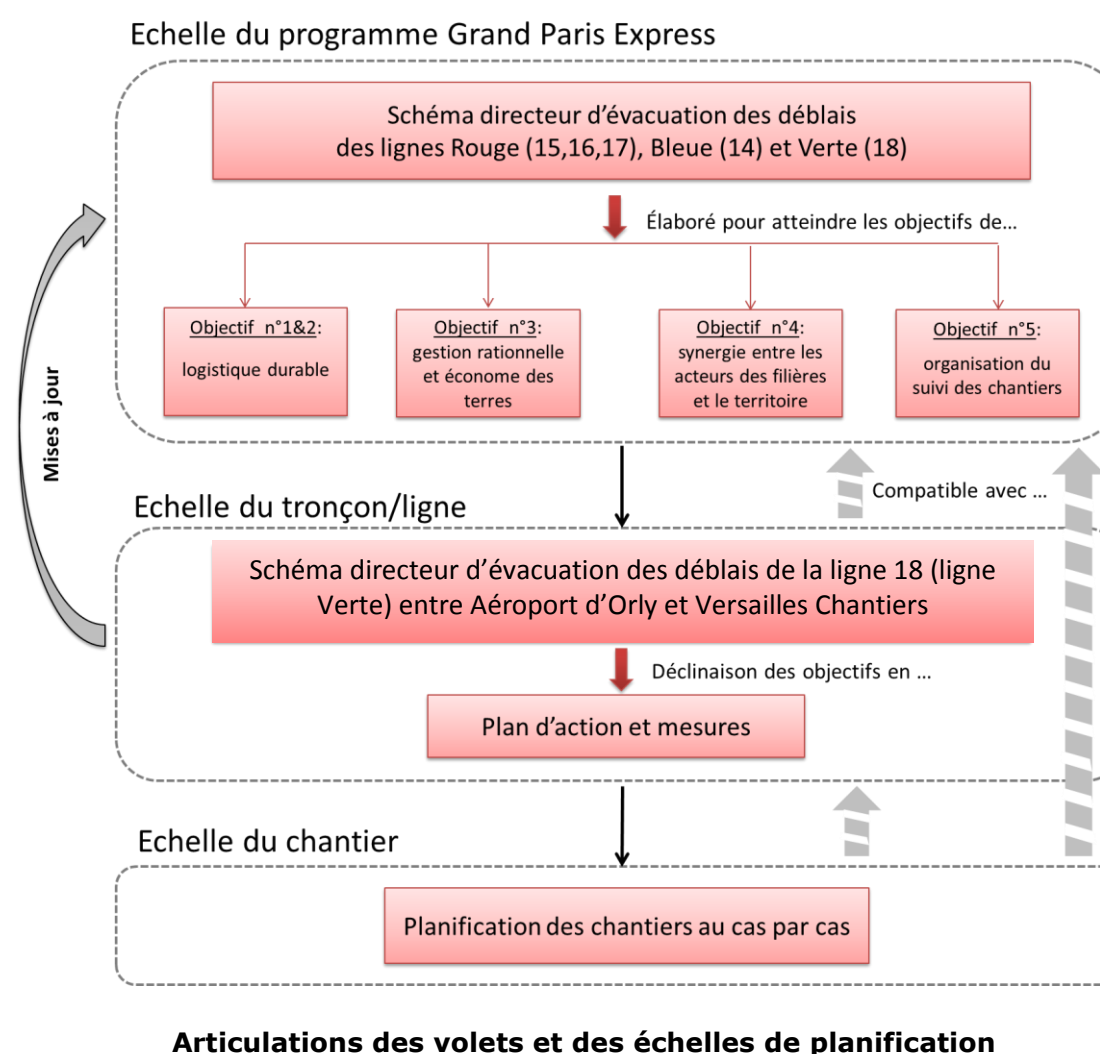 Echelle du programme Grand Paris Express
Schéma directeur d'évacuation des déblais
des lignes Rouge (15,16,17), Bleue (14) et Verte (18)
Élaboré pour atteindre les objectifs de…
Objectif n°1&2:
logistique durable
Objectif n°3:
gestion rationnelle
et économe des
terres
Objectif n°4:
synergie entre les
acteurs des filières
et le territoire
Objectif n°5:
organisation du
suivi des chantiers
Mises à jour
Compatible avec …
Echelle du tronçon/ligne
Schéma directeur d'évacuation des déblais de la ligne 18 (ligne
Verte) entre Aéroport d'Orly et Versailles Chantiers
Déclinaison des objectifs en …
Plan d'action et mesures
Echelle du chantier
Planification des chantiers au cas par cas
Articulations des volets et des échelles de planification